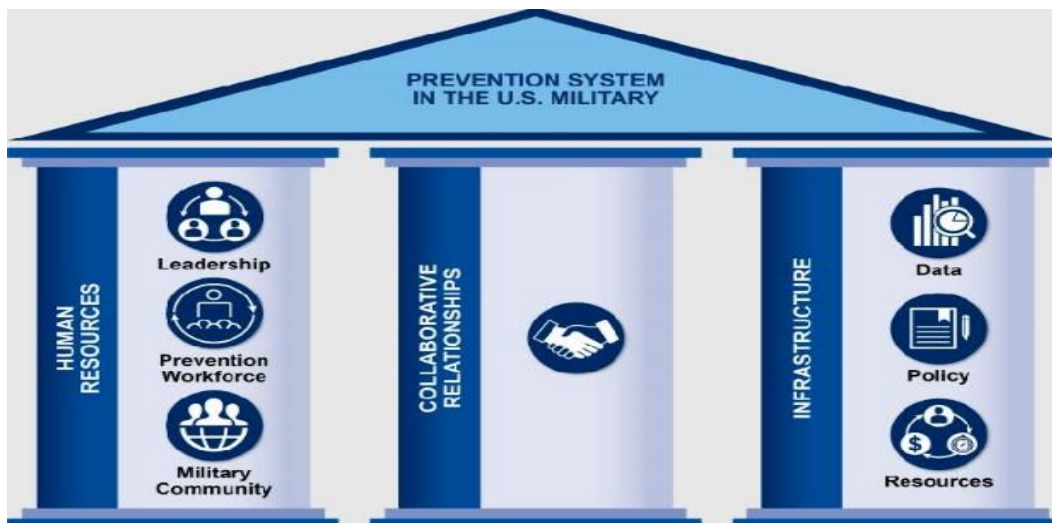 PREVENTION SYSTEM
IN THE U.S. MILITARY
HUMAN
RESOURCES
Leadership
Prevention
Workforce
Military
Community
COLLABORATIVE
RELATIONSHIPS
INFRASTRUCTURE
Data
Policy
$
Resources